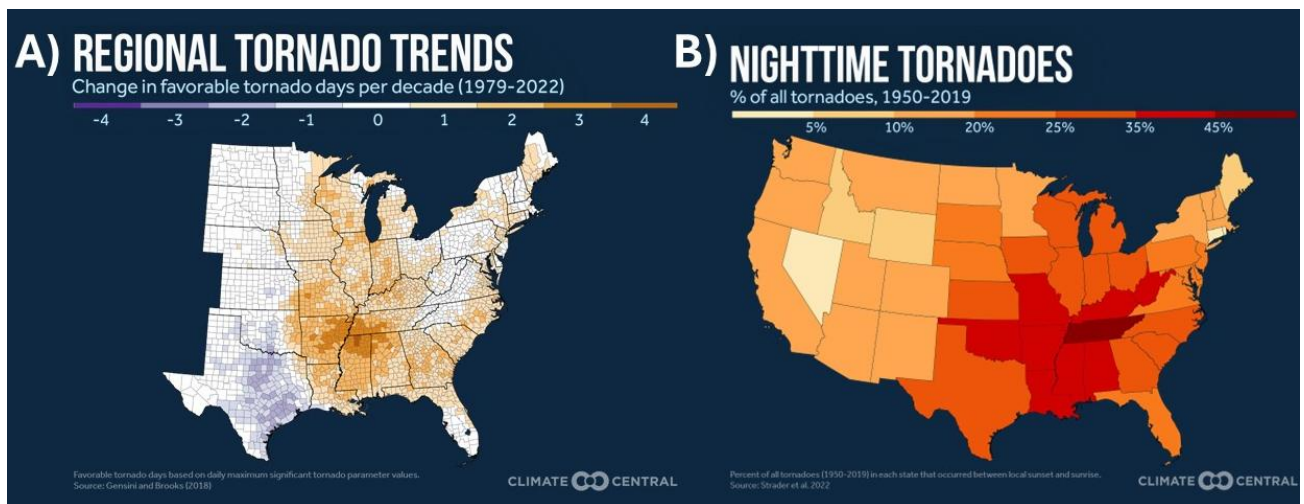 A) REGIONAL TORNADO TRENDS
Change in favorable tornado days per decade (1979-2022)
-4 -3 -2 -1 0 1 2 3 4
Favorable tornado days based on daily maximum significant tornado parameter values.
Source: Gensini and Brooks (2018)
CLIMATE CENTRAL
B) NIGHTTIME TORNADOES
% of all tornadoes, 1950-2019
5% 10% 20% 25% 35% 45%
Percent of all tornadoes (1950-2019) in each state that occurred between local sunset and sunrise.
Source: Strader et al. 2022
CLIMATE CENTRAL